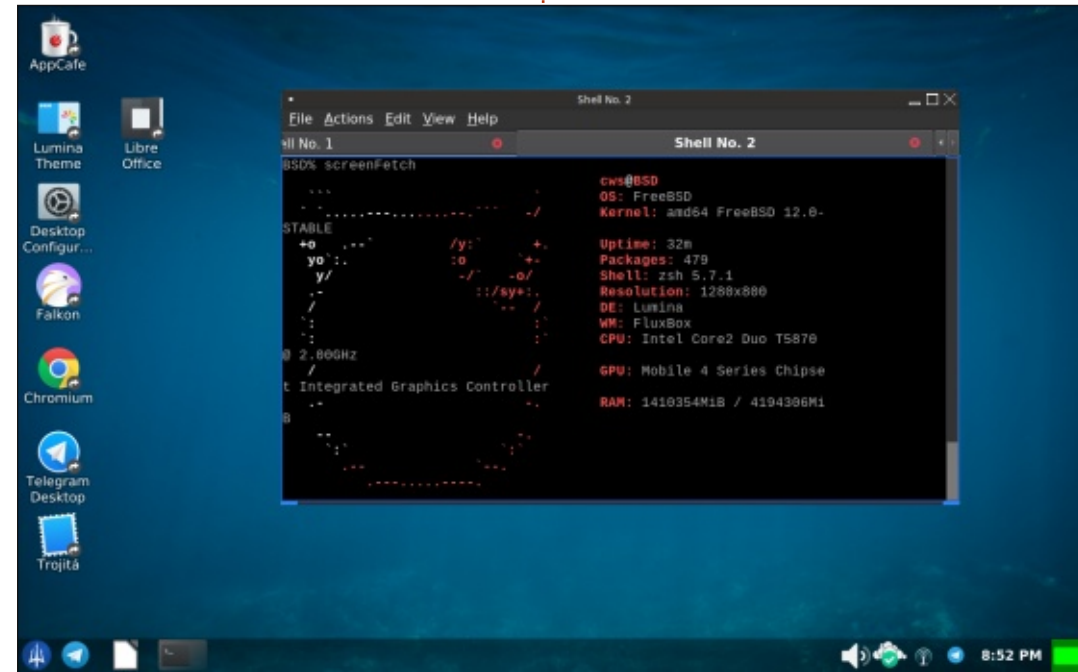 AppCafe
Lumina
Theme
Libre
Office
Desktop
Configur...
Falkon
Chromium
Telegram
Desktop
Trojitá
Shell No. 2
File Actions Edit View Help
ell No. 1
Shell No. 2
BSD% screenFetch
cws@BSD
OS: FreeBSD
Kernel: amd64 FreeBSD 12.0-
STABLE
Uptime: 32m
Packages: 479
Shell: zsh 5.7.1
Resolution: 1280x800
DE: Lumina
WM: FluxBox
CPU: Intel Core2 Duo T5870
@ 2.00GHz
GPU: Mobile 4 Series Chipse
t Integrated Graphics Controller
RAM: 1410354MiB / 4194306Mi
B
8:52 PM